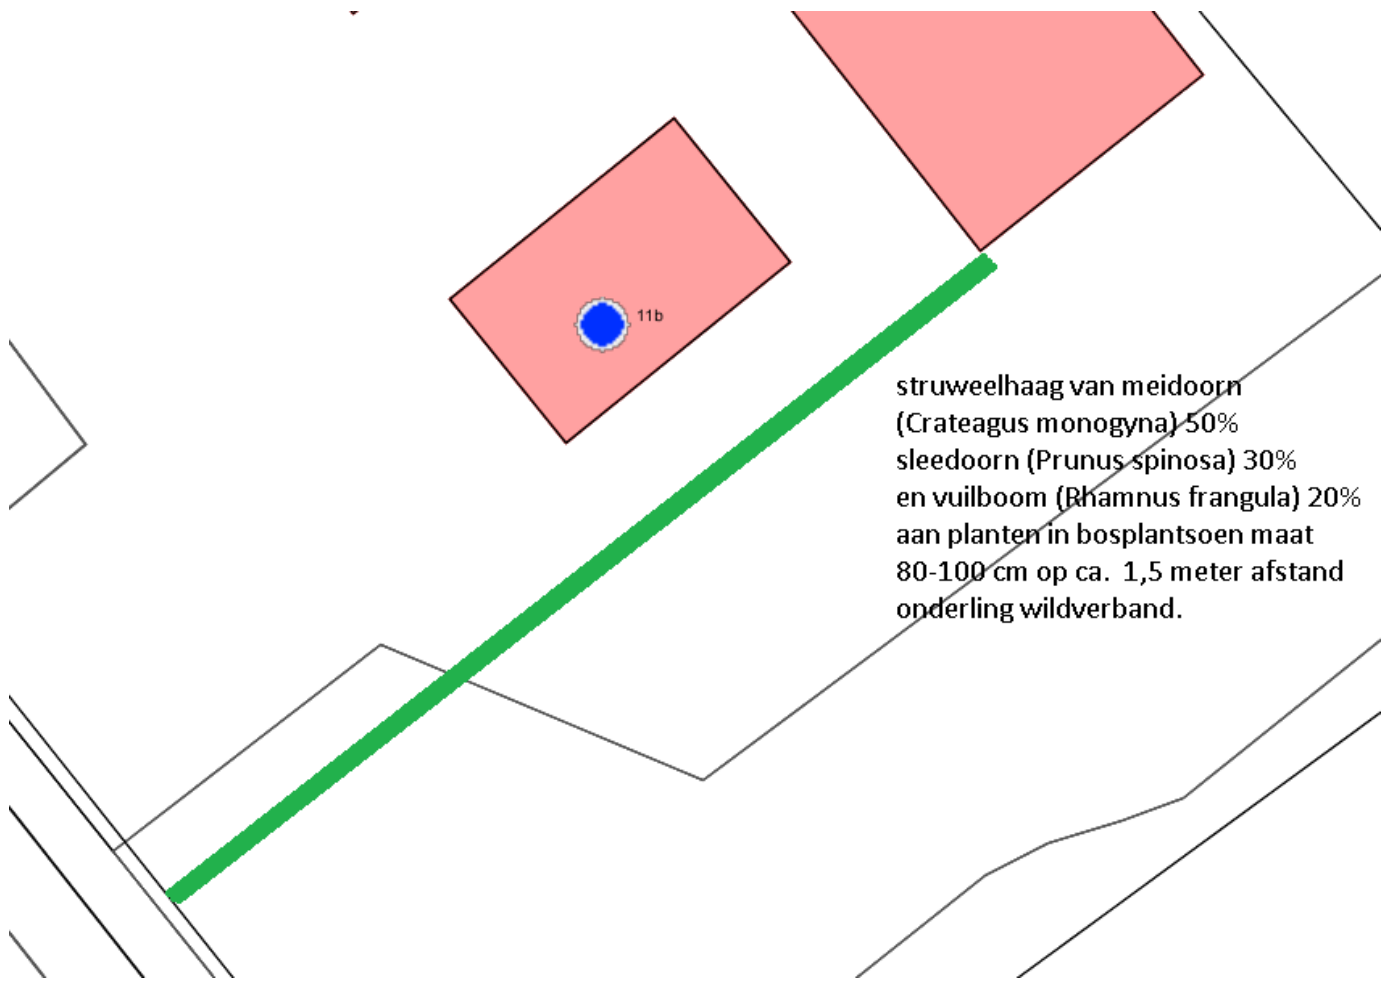 11b
struweelhaag van meidoorn
(Crateagus monogyna) 50%
sleedoorn (Prunus spinosa) 30%
en vuilboom (Rhamnus frangula) 20%
aan planten in bosplantsoen maat
80-100 cm op ca. 1,5 meter afstand
onderling wildverband.